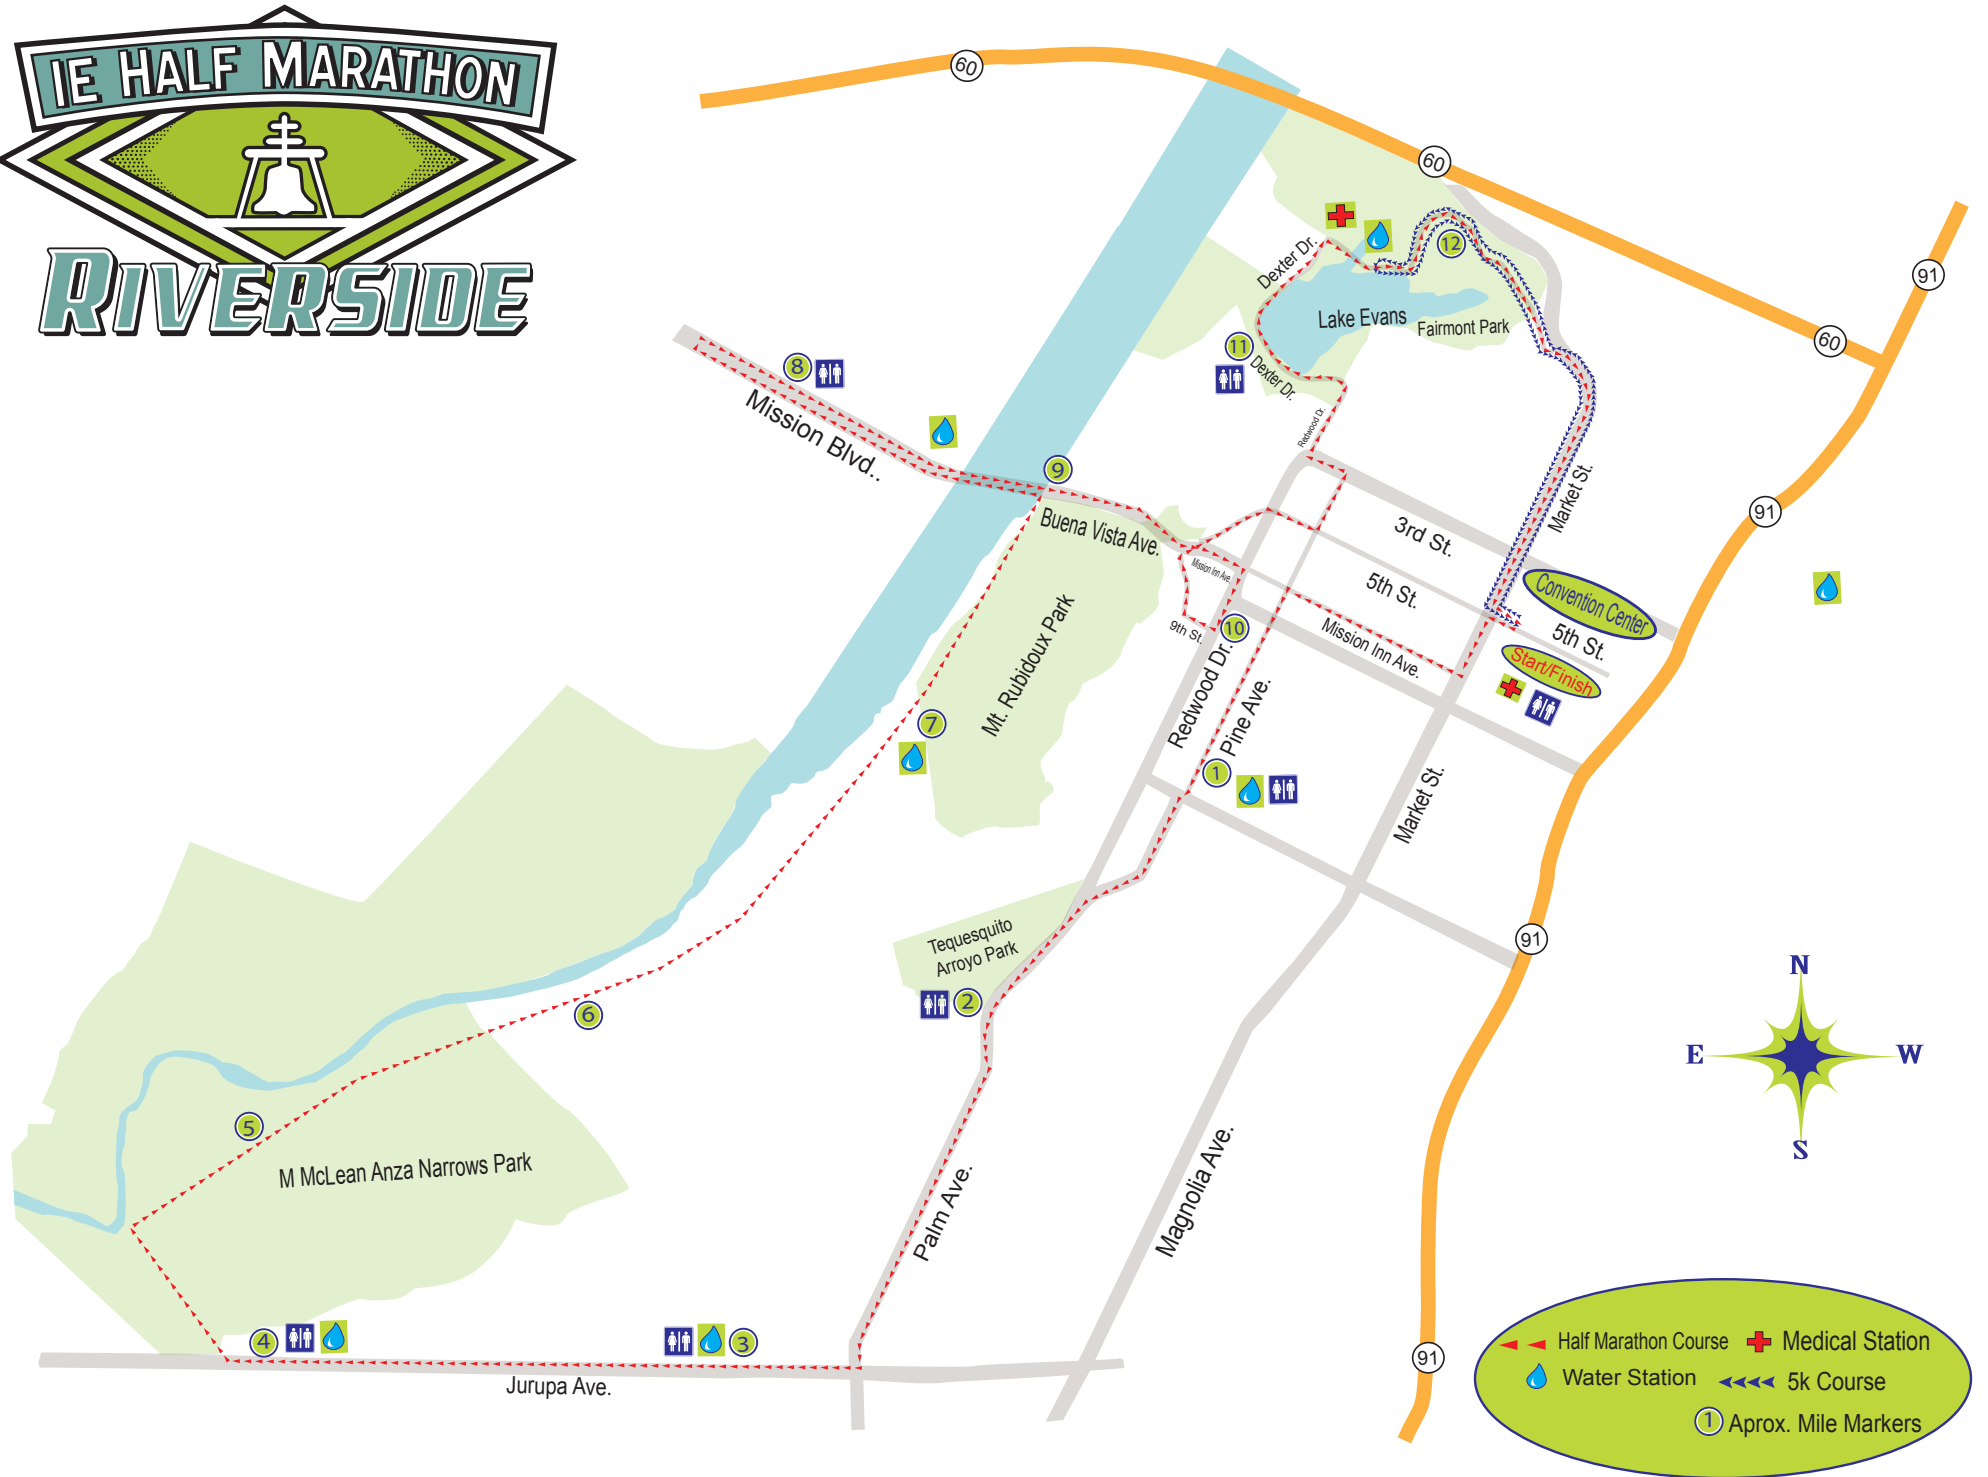 IE HALF MARATHON
RIVERSIDE
60
60
60
91
91
91
91
Dexter Dr.
12
Lake Evans
Fairmont Park
11
Dexter Dr.
Redwood Dr.
8
Mission Blvd..
9
Buena Vista Ave.
Mission Inn Ave.
9th St.
10
3rd St.
5th St.
Market St.
Convention Center
5th St.
Start/Finish
Mission Inn Ave.
Mt. Rubidoux Park
Redwood Dr.
Pine Ave.
7
1
Market St.
Tequesquito
Arroyo Park
2
6
5
M McLean Anza Narrows Park
Palm Ave.
Magnolia Ave.
4
3
Jurupa Ave.
N
E
W
S
Half Marathon Course
Medical Station
Water Station
5k Course
1
Aprox. Mile Markers